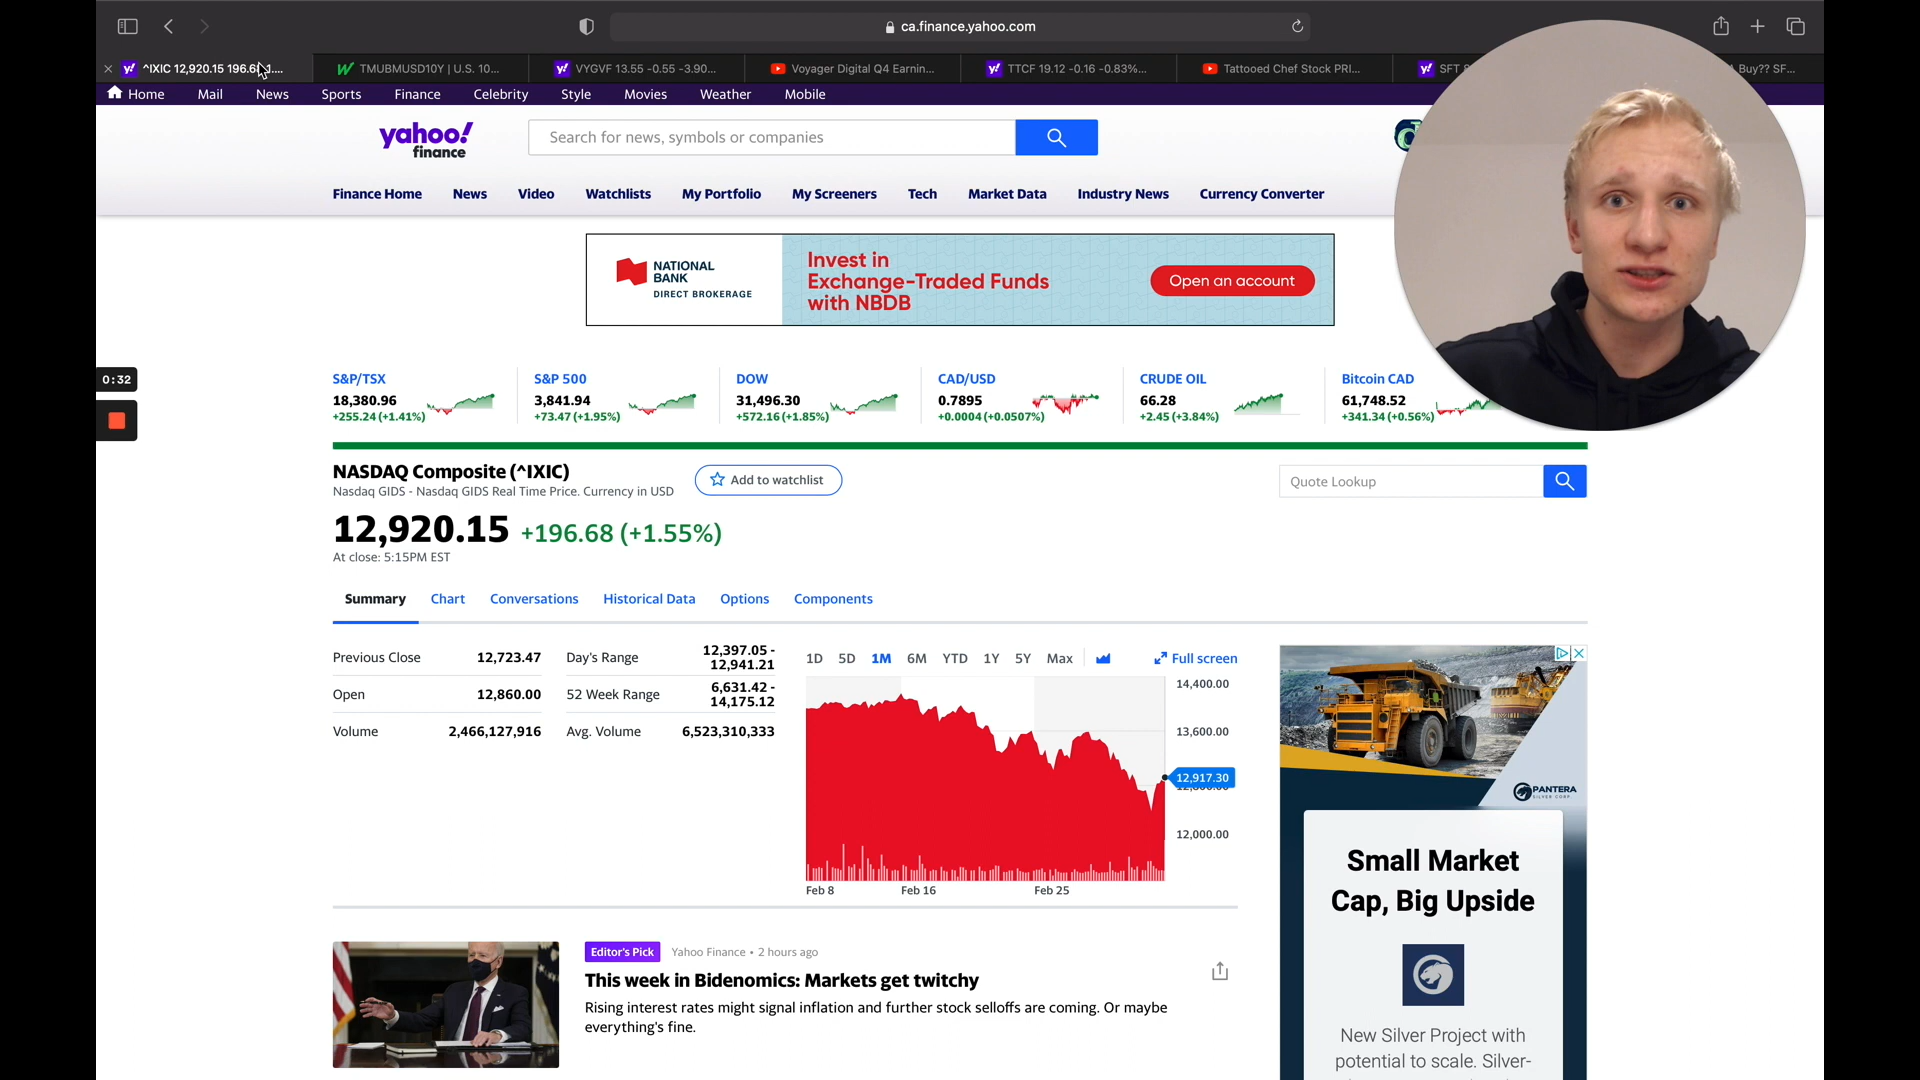 ca.finance.yahoo.com
^IXIC 12,920.15 196.68 1....
TMUBMUSD10Y | U.S. 10...
VYGVF 13.55 -0.55 -3.90...
Voyager Digital Q4 Earnin...
TTCF 19.12 -0.16 -0.83%...
Tattooed Chef Stock PRI...
SFT
Buy?? SF...
Home Mail News Sports Finance Celebrity Style Movies Weather Mobile
yahoo!
finance
Search for news, symbols or companies
Finance Home News Video Watchlists My Portfolio My Screeners Tech Market Data Industry News Currency Converter
NATIONAL
BANK
DIRECT BROKERAGE
Invest in
Exchange-Traded Funds
with NBDB
Open an account
0:32
S&P/TSX
18,380.96
+255.24 (+1.41%)
S&P 500
3,841.94
+73.47 (+1.95%)
DOW
31,496.30
+572.16 (+1.85%)
CAD/USD
0.7895
+0.0004 (+0.0507%)
CRUDE OIL
66.28
+2.45 (+3.84%)
Bitcoin CAD
61,748.52
+341.34 (+0.56%)
NASDAQ Composite (^IXIC)
Nasdaq GIDS - Nasdaq GIDS Real Time Price. Currency in USD
Add to watchlist
Quote Lookup
12,920.15 +196.68 (+1.55%)
At close: 5:15PM EST
Summary Chart Conversations Historical Data Options Components
Previous Close 12,723.47
Open 12,860.00
Volume 2,466,127,916
Day's Range 12,397.05 -
12,941.21
52 Week Range 6,631.42 -
14,175.12
Avg. Volume 6,523,310,333
1D 5D 1M 6M YTD 1Y 5Y Max Full screen
14,400.00
13,600.00
12,917.30
12,000.00
Feb 8 Feb 16 Feb 25
PANTERA
SILVER CORP.
Small Market
Cap, Big Upside
New Silver Project with
potential to scale. Silver-
Editor's Pick Yahoo Finance • 2 hours ago
This week in Bidenomics: Markets get twitchy
Rising interest rates might signal inflation and further stock selloffs are coming. Or maybe
everything's fine.